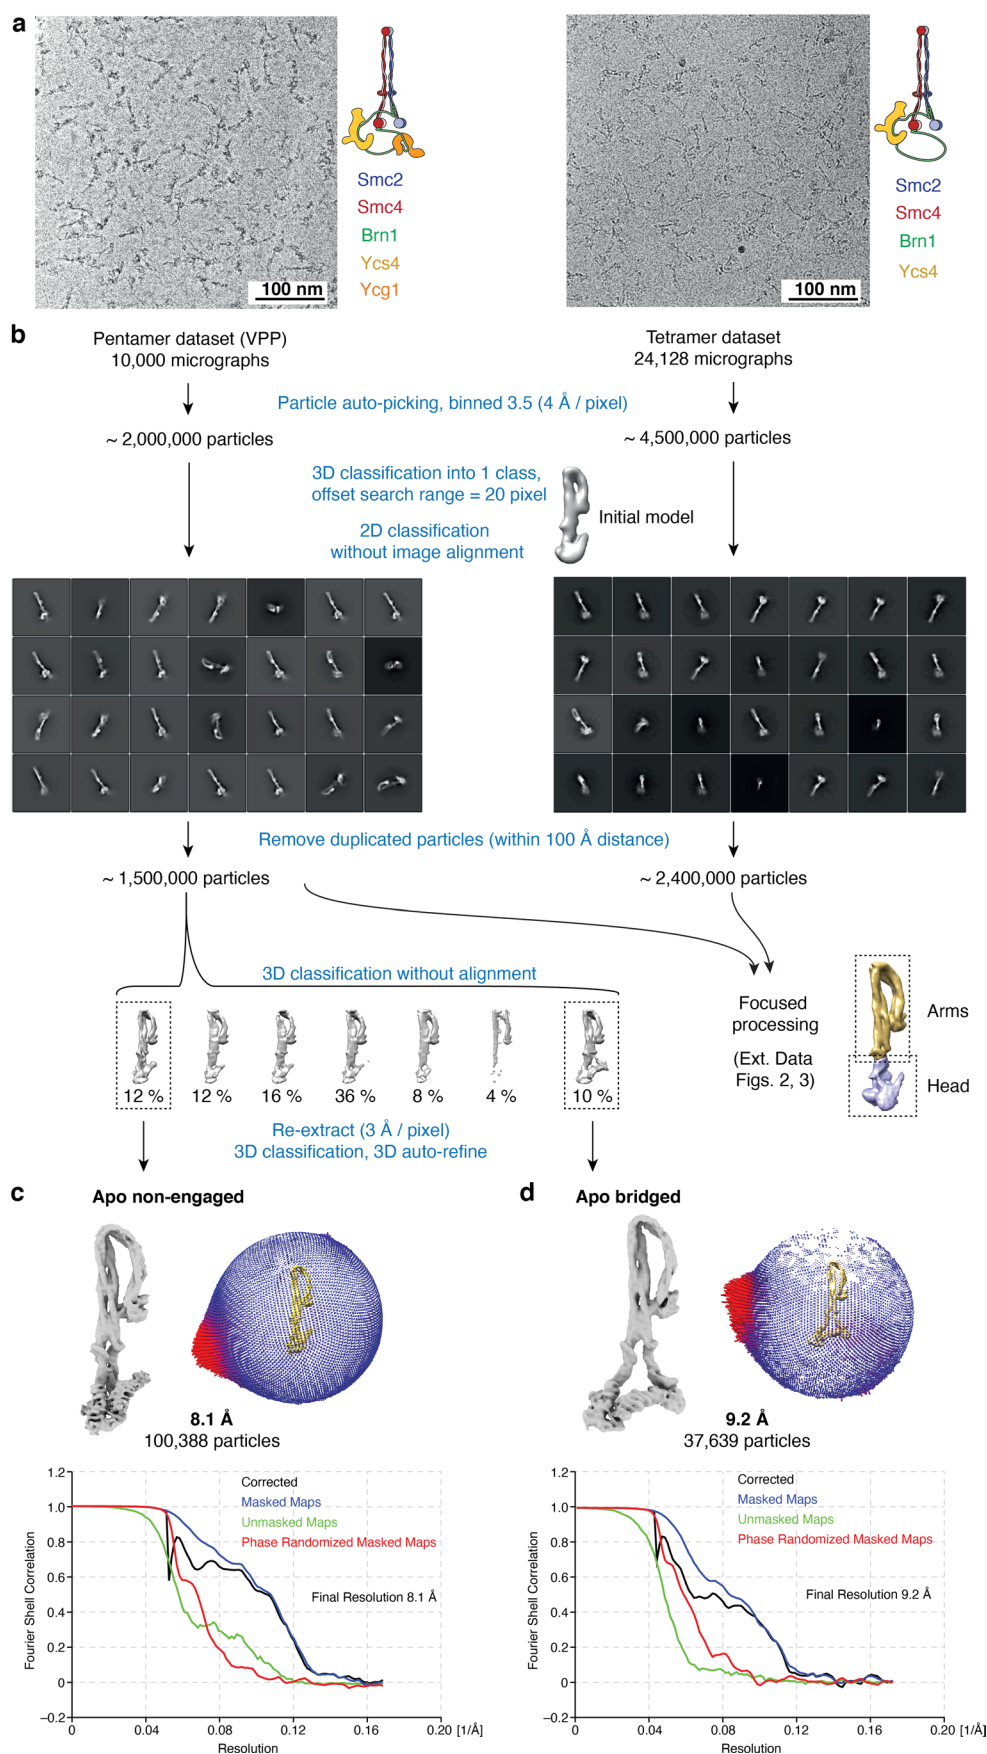 a
Smc2
Smc4
Brn1
Ycs4
Ycg1
100 nm
Smc2
Smc4
Brn1
Ycs4
100 nm
b
Pentamer dataset (VPP)
10,000 micrographs
Tetramer dataset
24,128 micrographs
Particle auto-picking, binned 3.5 (4 Å / pixel)
~ 2,000,000 particles
~ 4,500,000 particles
3D classification into 1 class,
offset search range = 20 pixel
Initial model
2D classification
without image alignment
Remove duplicated particles (within 100 Å distance)
~ 1,500,000 particles
~ 2,400,000 particles
3D classification without alignment
12 %
12 %
16 %
36 %
8 %
4 %
10 %
Focused
processing
(Ext. Data
Figs. 2, 3)
Arms
Head
Re-extract (3 Å / pixel)
3D classification, 3D auto-refine
c
Apo non-engaged
8.1 Å
100,388 particles
1.2
1.0
0.8
0.6
0.4
0.2
0
−0.2
Fourier Shell Correlation
Corrected
Masked Maps
Unmasked Maps
Phase Randomized Masked Maps
Final Resolution 8.1 Å
0
0.04
0.08
0.12
0.16
0.20 [1/Å]
Resolution
d
Apo bridged
9.2 Å
37,639 particles
1.2
1.0
0.8
0.6
0.4
0.2
0
−0.2
Fourier Shell Correlation
Corrected
Masked Maps
Unmasked Maps
Phase Randomized Masked Maps
Final Resolution 9.2 Å
0
0.04
0.08
0.12
0.16
0.20 [1/Å]
Resolution